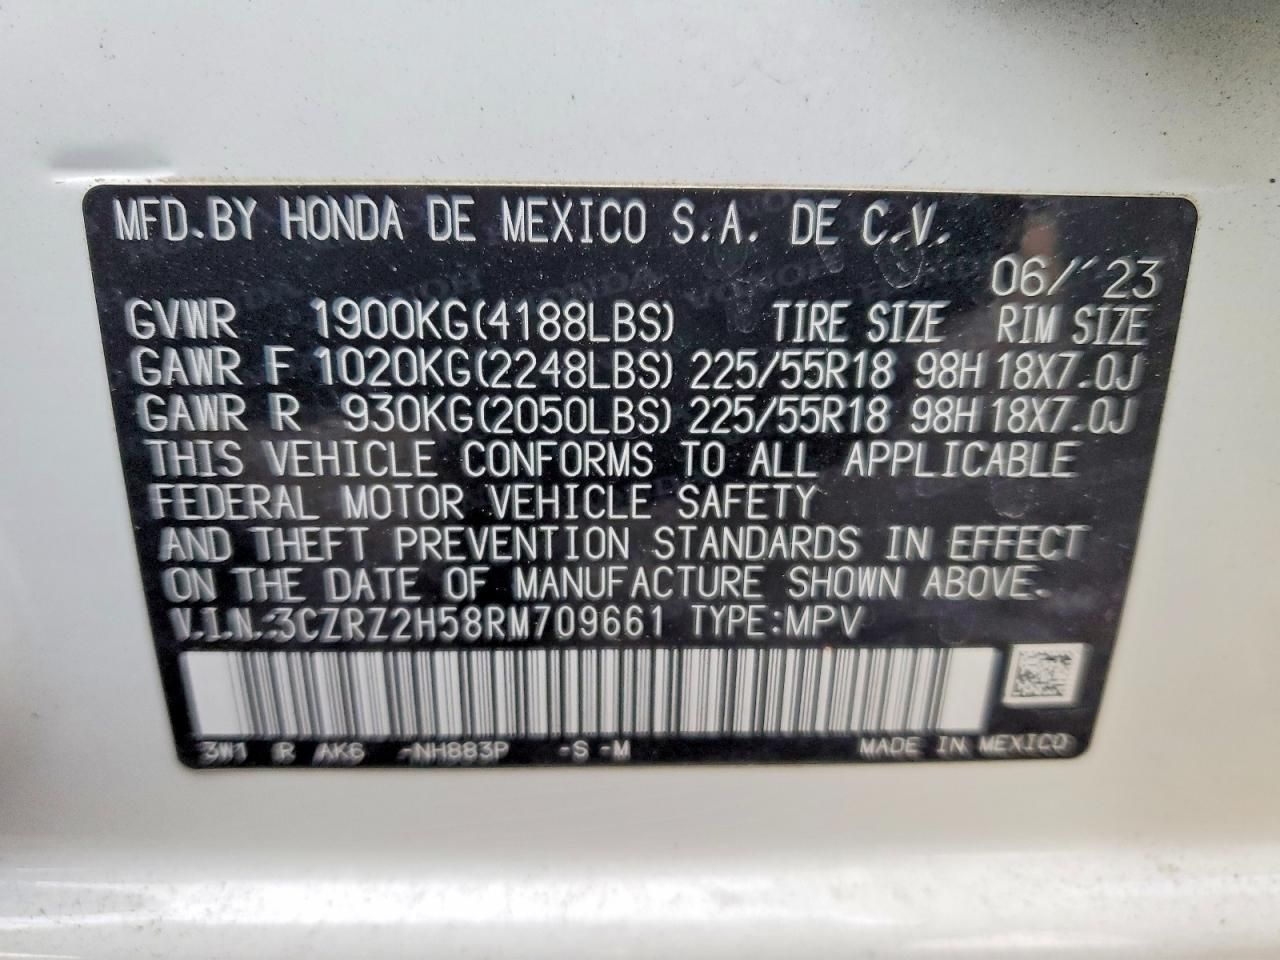 MFD.BY HONDA DE MEXICO S.A. DE C.V.
06/'23
GVWR 1900KG(4188LBS) TIRE SIZE RIM SIZE
GAWR F 1020KG(2248LBS) 225/55R18 98H 18X7.0J
GAWR R 930KG(2050LBS) 225/55R18 98H 18X7.0J
THIS VEHICLE CONFORMS TO ALL APPLICABLE
FEDERAL MOTOR VEHICLE SAFETY
AND THEFT PREVENTION STANDARDS IN EFFECT
ON THE DATE OF MANUFACTURE SHOWN ABOVE.
V.I.N.:3CZRZ2H58RM709661 TYPE:MPV
3W1 R AK6 -NH883P -S -M MADE IN MEXICO